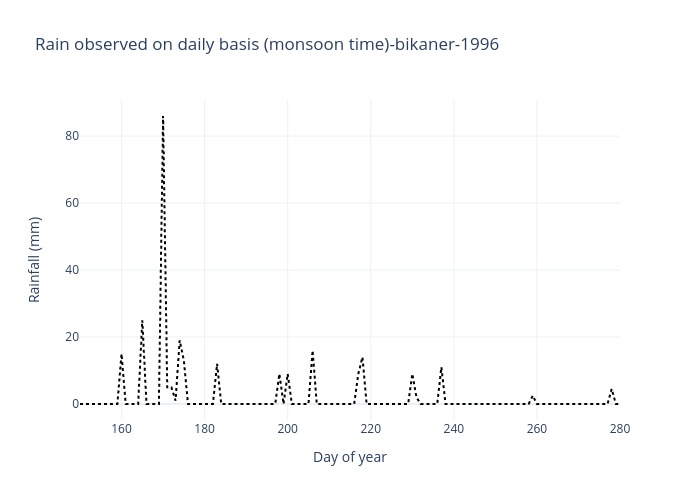 Rain observed on daily basis (monsoon time)-bikaner-1996
80
60
40
20
0
Rainfall (mm)
160 180 200 220 240 260 280
Day of year